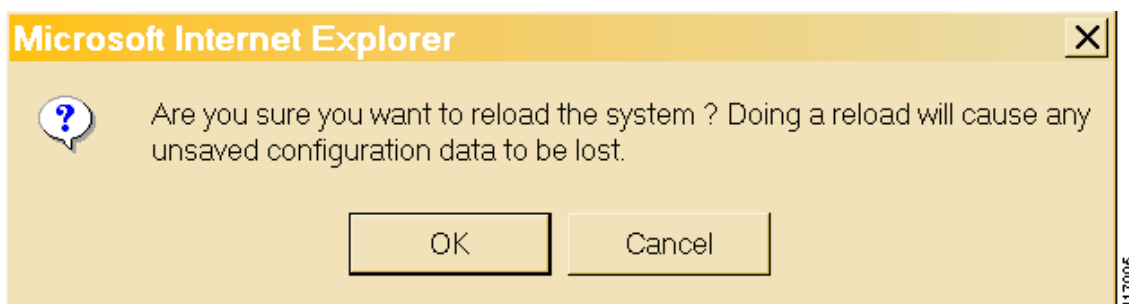 Microsoft Internet Explorer
Are you sure you want to reload the system ? Doing a reload will cause any
unsaved configuration data to be lost.
OK
Cancel